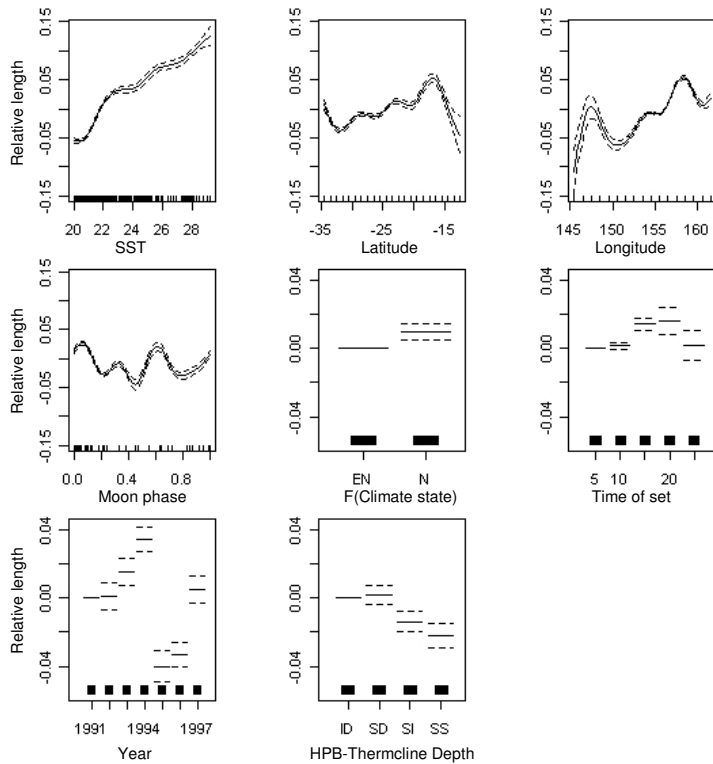 Relative length
0.15
0.05
-0.05
-0.15
20 22 24 26 28
SST
0.15
0.05
-0.05
-0.15
-35 -25 -15
Latitude
0.15
0.05
-0.05
-0.15
145 150 155 160
Longitude
Relative length
0.15
0.05
-0.05
-0.15
0.0 0.4 0.8
Moon phase
0.04
0.00
-0.04
EN N
F(Climate state)
0.04
0.00
-0.04
5 10 20
Time of set
Relative length
0.04
0.00
-0.04
1991 1994 1997
Year
0.04
0.00
-0.04
ID SD SI SS
HPB-Thermcline Depth